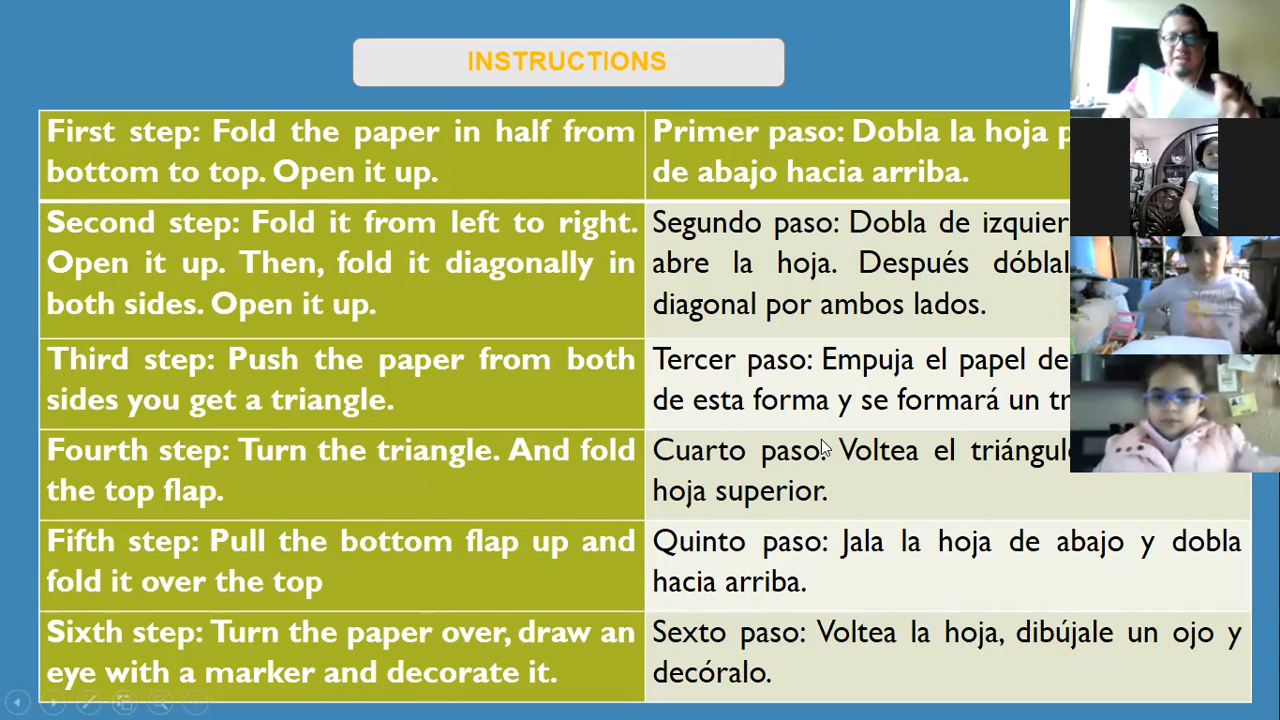 INSTRUCTIONS
First step: Fold the paper in half from
bottom to top. Open it up.
Primer paso: Dobla la hoja
de abajo hacia arriba.
Second step: Fold it from left to right.
Open it up. Then, fold it diagonally in
both sides. Open it up.
Segundo paso: Dobla de
abre la hoja. Después
diagonal por ambos lados.
Third step: Push the paper from both
sides you get a triangle.
Tercer paso: Empuja el papel
de esta forma y se formará un
Fourth step: Turn the triangle. And fold
the top flap.
Cuarto paso: Voltea el
hoja superior.
Fifth step: Pull the bottom flap up and
fold it over the top
Quinto paso: Jala la hoja de abajo y dobla
hacia arriba.
Sixth step: Turn the paper over, draw an
eye with a marker and decorate it.
Sexto paso: Voltea la hoja, dibújale un ojo y
decóralo.